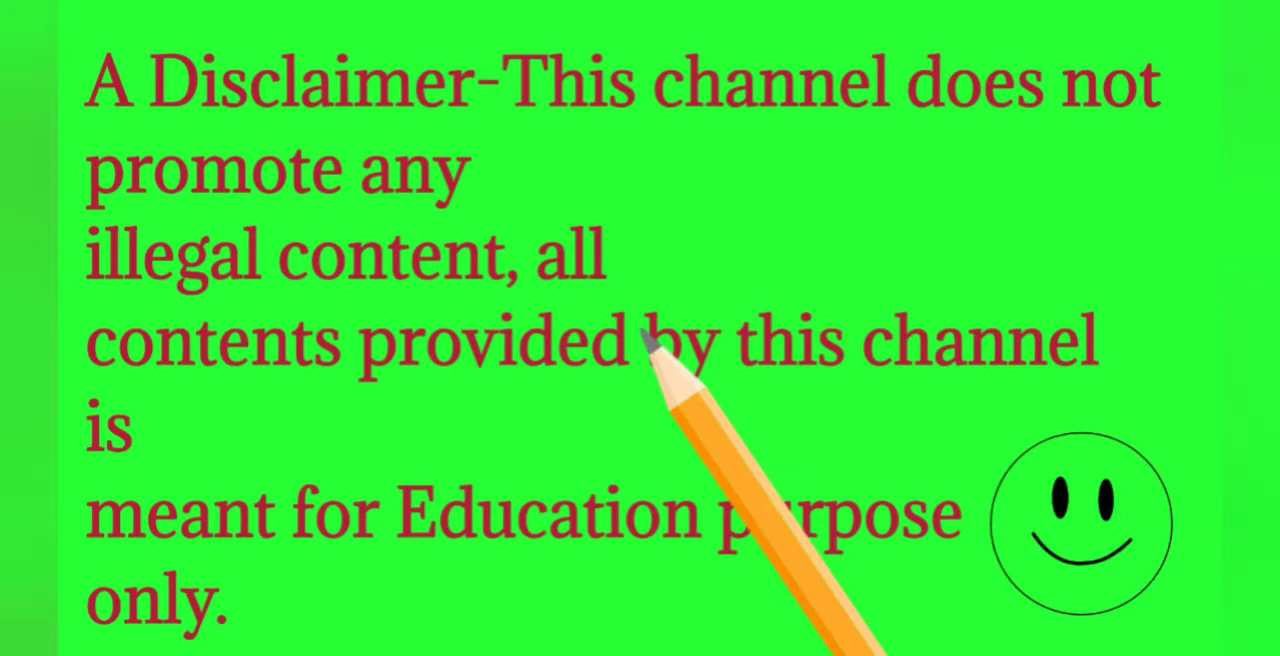 A Disclaimer-This channel does not
promote any
illegal content, all
contents provided by this channel
is
meant for Education purpose
only.